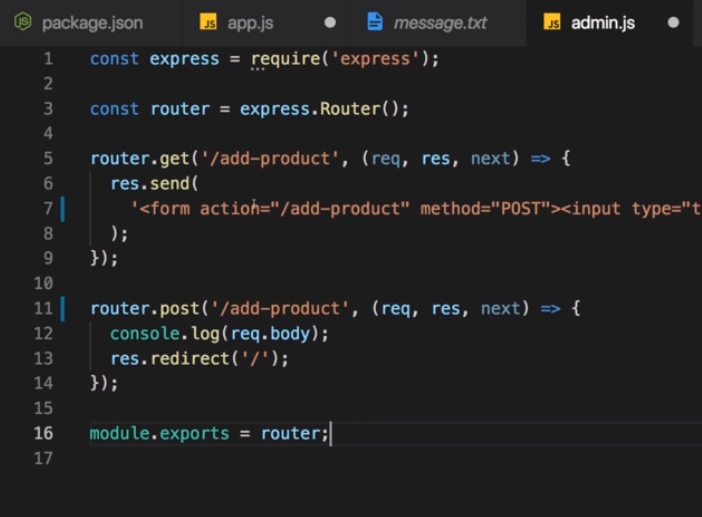 package.json JS app.js message.txt JS admin.js
1 const express = require('express');
2
3 const router = express.Router();
4
5 router.get('/add-product', (req, res, next) => {
6 res.send(
7 '<form action="/add-product" method="POST"><input type="t
8 );
9 });
10
11 router.post('/add-product', (req, res, next) => {
12 console.log(req.body);
13 res.redirect('/');
14 });
15
16 module.exports = router;
17